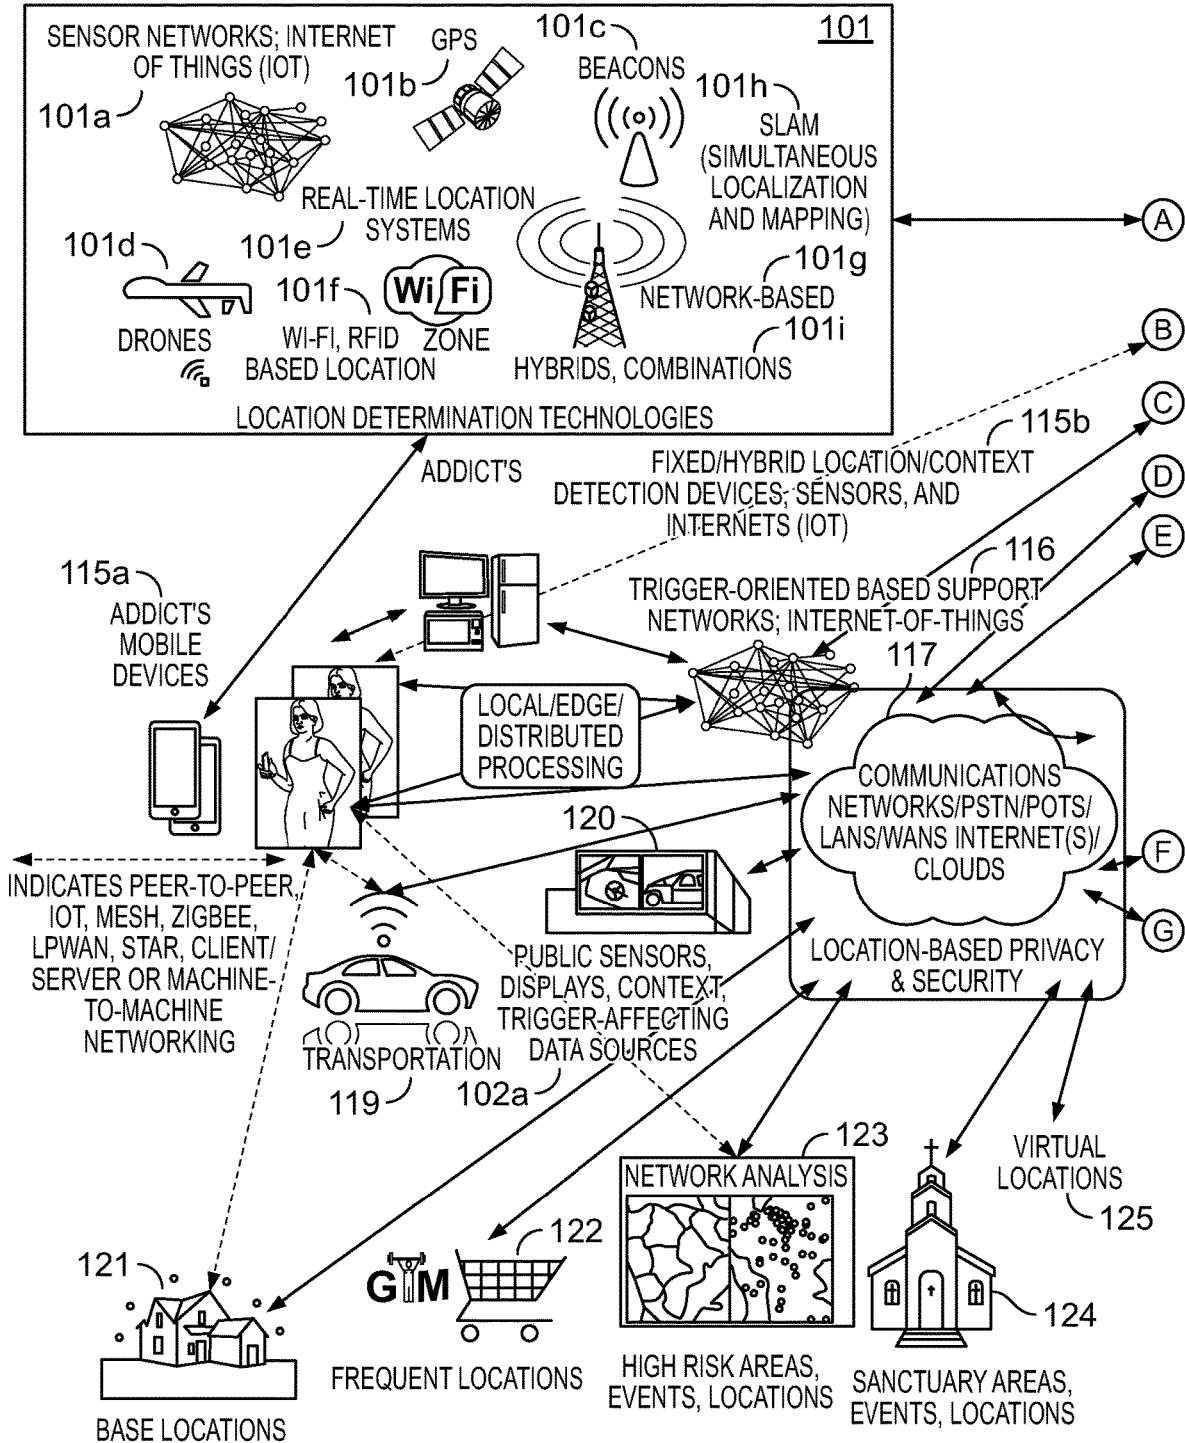 101
SENSOR NETWORKS; INTERNET
OF THINGS (IOT)
101a
GPS
101b
101c
BEACONS
101h
SLAM
(SIMULTANEOUS
LOCALIZATION
AND MAPPING)
REAL-TIME LOCATION
SYSTEMS
101e
101d
DRONES
101f
Wi Fi
ZONE
WI-FI, RFID
BASED LOCATION
101g
NETWORK-BASED
101i
HYBRIDS, COMBINATIONS
LOCATION DETERMINATION TECHNOLOGIES
A
B
C
D
E
ADDICT'S
115b
FIXED/HYBRID LOCATION/CONTEXT
DETECTION DEVICES, SENSORS, AND
INTERNETS (IOT)
115a
ADDICT'S
MOBILE
DEVICES
116
TRIGGER-ORIENTED BASED SUPPORT
NETWORKS; INTERNET-OF-THINGS
117
LOCAL/EDGE/
DISTRIBUTED
PROCESSING
COMMUNICATIONS
NETWORKS/PSTN/POTS/
LANS/WANS INTERNET(S)/
CLOUDS
LOCATION-BASED PRIVACY
& SECURITY
F
G
INDICATES PEER-TO-PEER,
IOT, MESH, ZIGBEE,
LPWAN, STAR, CLIENT/
SERVER OR MACHINE-
TO-MACHINE
NETWORKING
120
PUBLIC SENSORS,
DISPLAYS, CONTEXT,
TRIGGER-AFFECTING
DATA SOURCES
102a
TRANSPORTATION
119
121
BASE LOCATIONS
GYM
122
FREQUENT LOCATIONS
123
NETWORK ANALYSIS
HIGH RISK AREAS,
EVENTS, LOCATIONS
124
SANCTUARY AREAS,
EVENTS, LOCATIONS
VIRTUAL
LOCATIONS
125